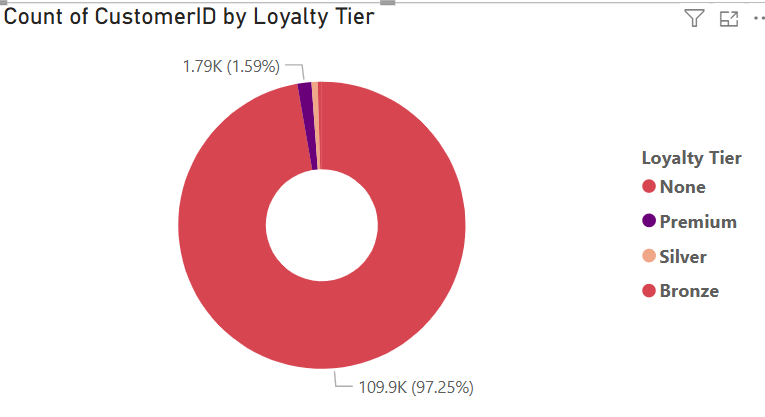 Count of CustomerID by Loyalty Tier
1.79K (1.59%)
Loyalty Tier
None
Premium
Silver
Bronze
109.9K (97.25%)